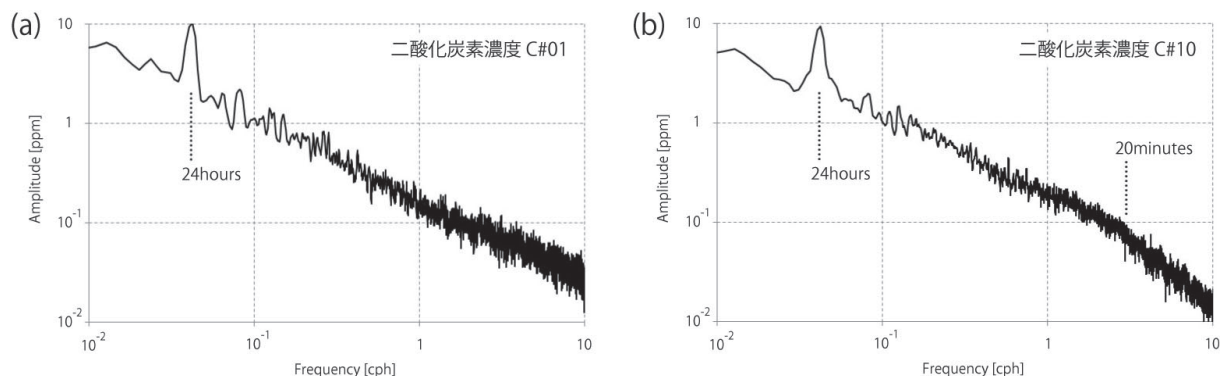 (a)
二酸化炭素濃度 C#01
Amplitude [ppm]
10
1
10-1
10-2
24hours
10-2
10-1
1
10
Frequency [cph]
(b)
二酸化炭素濃度 C#10
Amplitude [ppm]
10
1
10-1
10-2
24hours
20minutes
10-2
10-1
1
10
Frequency [cph]